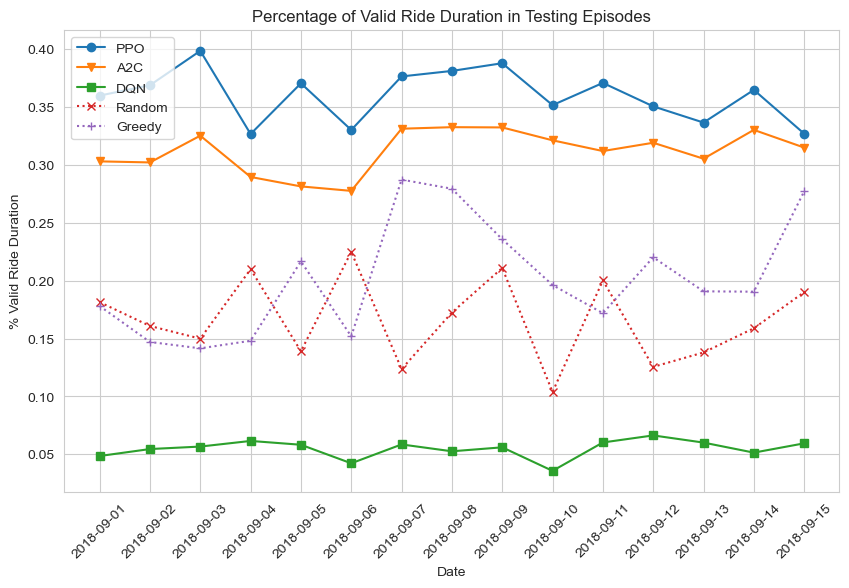 Percentage of Valid Ride Duration in Testing Episodes
PPO
A2C
DQN
Random
Greedy
% Valid Ride Duration
0.40
0.35
0.30
0.25
0.20
0.15
0.10
0.05
2018-09-01
2018-09-02
2018-09-03
2018-09-04
2018-09-05
2018-09-06
2018-09-07
2018-09-08
2018-09-09
2018-09-10
2018-09-11
2018-09-12
2018-09-13
2018-09-14
2018-09-15
Date